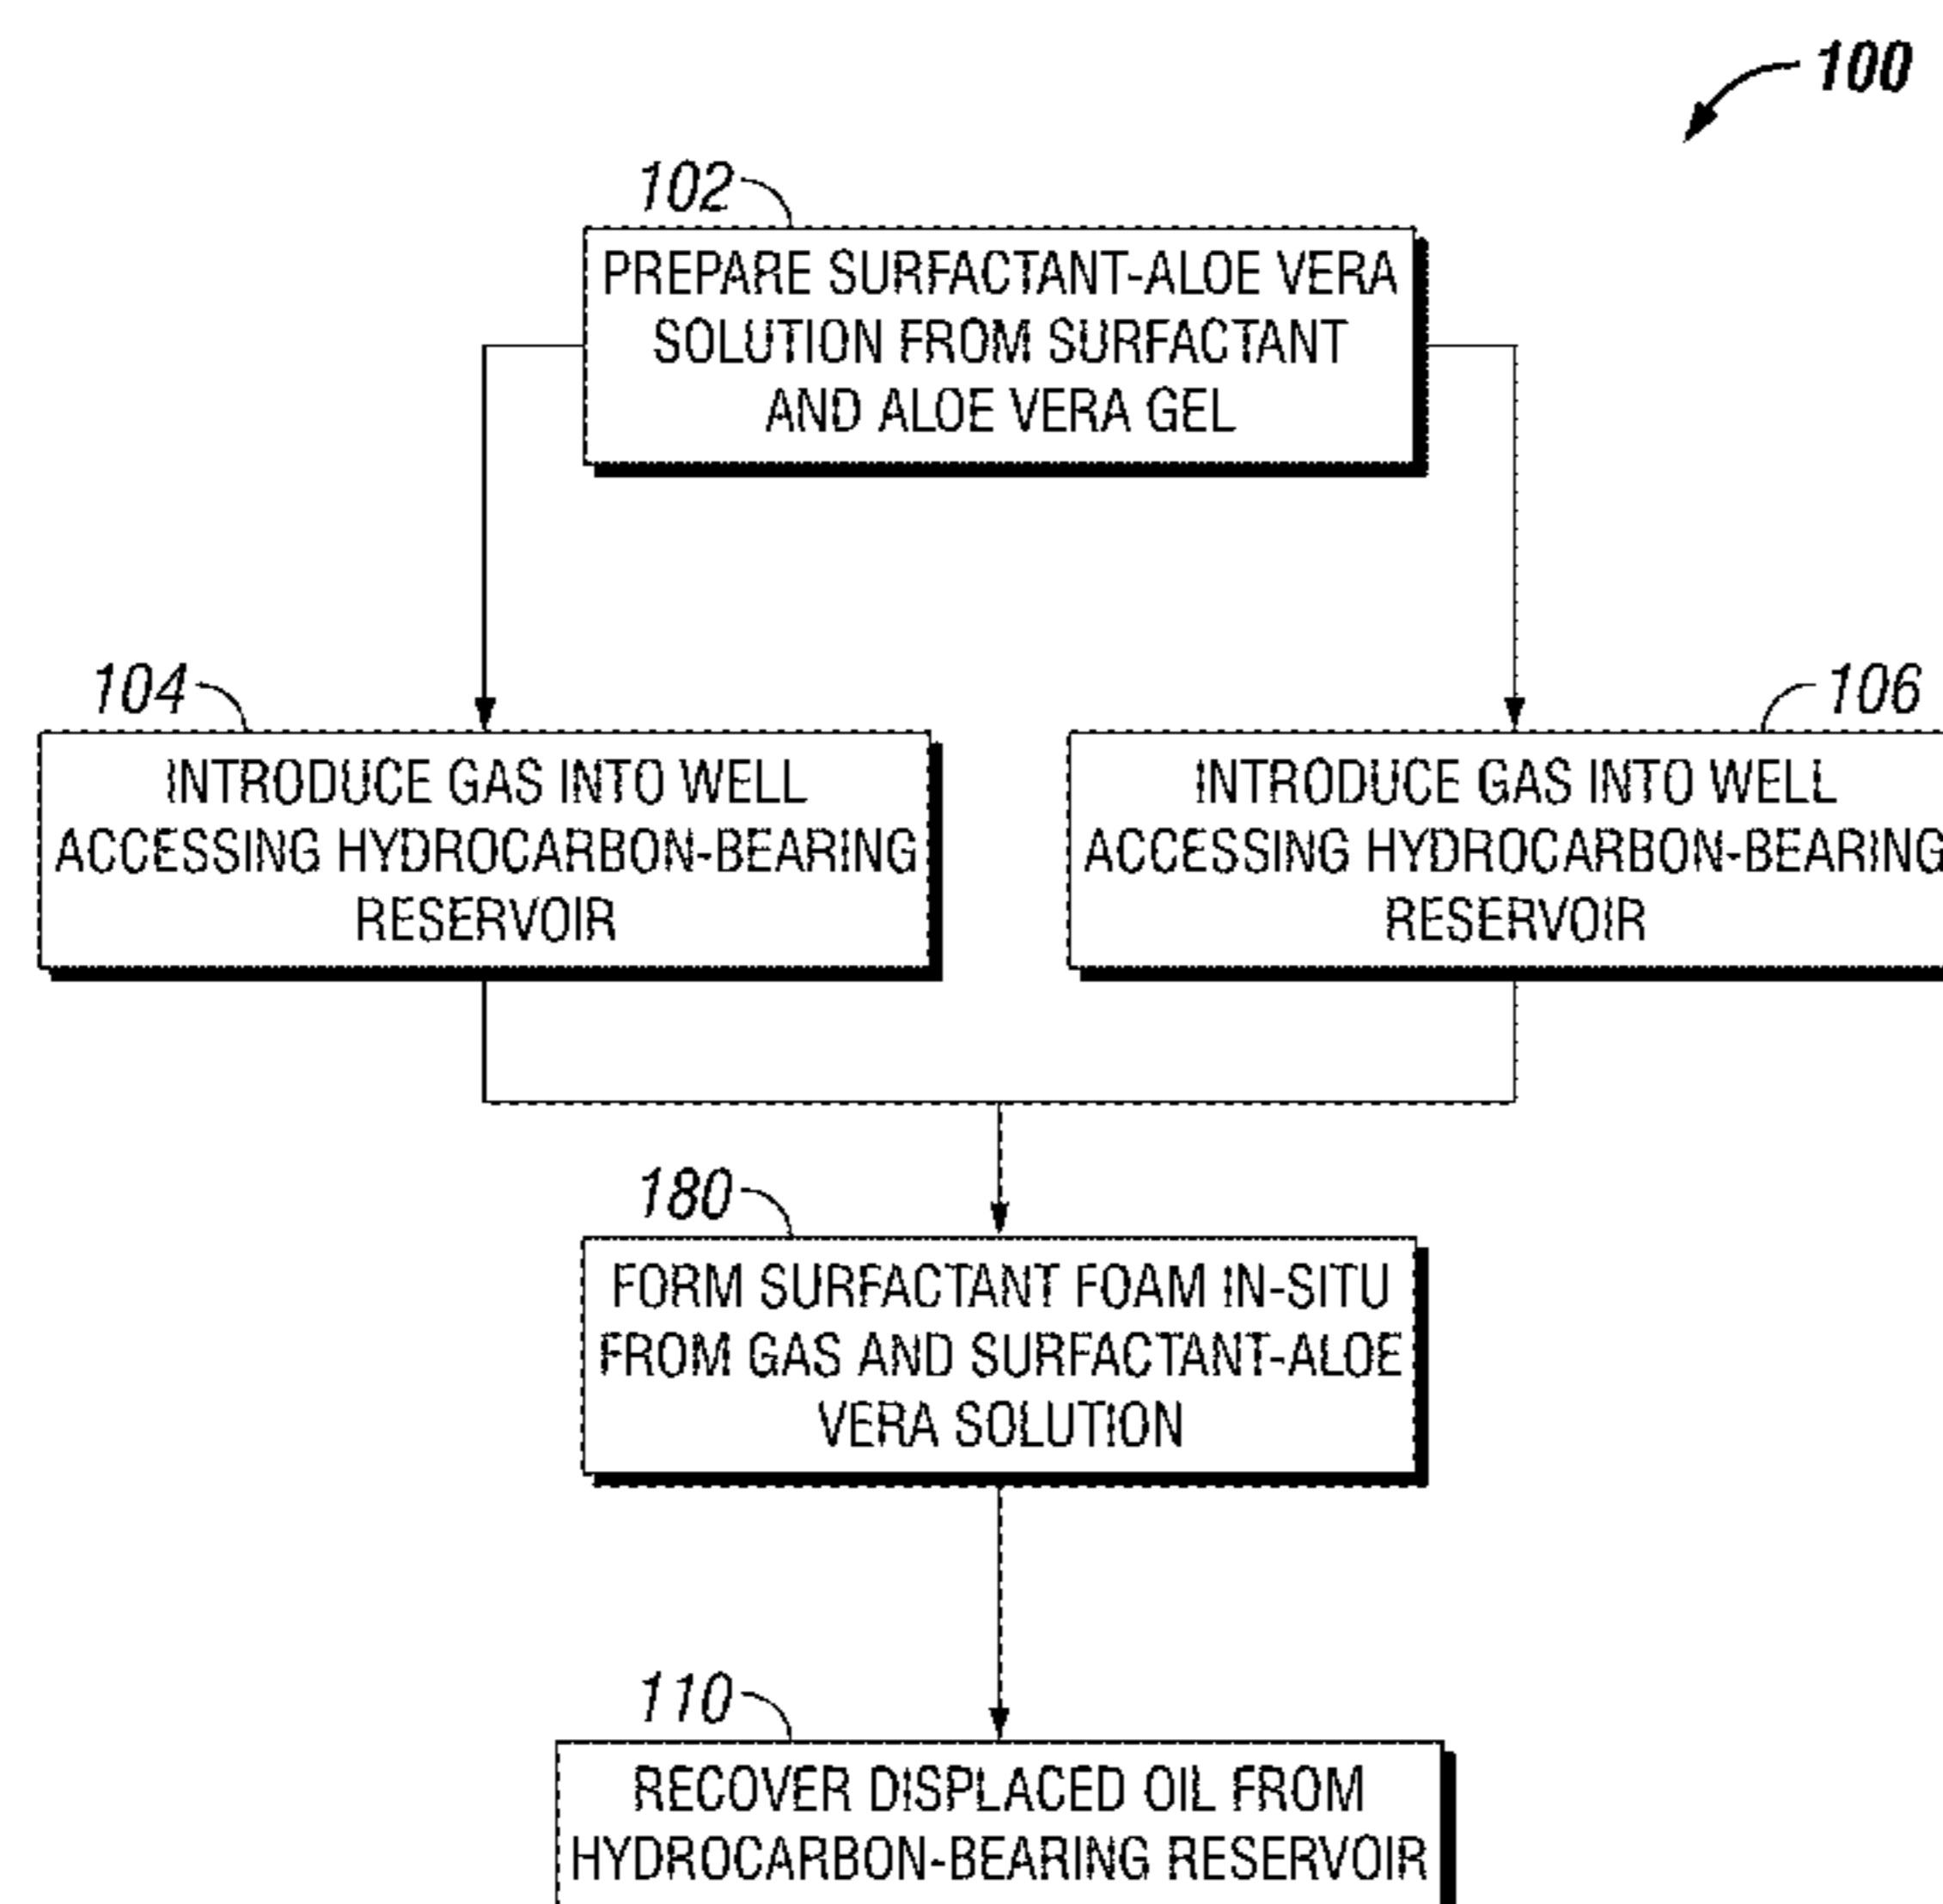 100
102
PREPARE SURFACTANT-ALOE VERA
SOLUTION FROM SURFACTANT
AND ALOE VERA GEL
104
INTRODUCE GAS INTO WELL
ACCESSING HYDROCARBON-BEARING
RESERVOIR
106
INTRODUCE GAS INTO WELL
ACCESSING HYDROCARBON-BEARING
RESERVOIR
180
FORM SURFACTANT FOAM IN-SITU
FROM GAS AND SURFACTANT-ALOE
VERA SOLUTION
110
RECOVER DISPLACED OIL FROM
HYDROCARBON-BEARING RESERVOIR